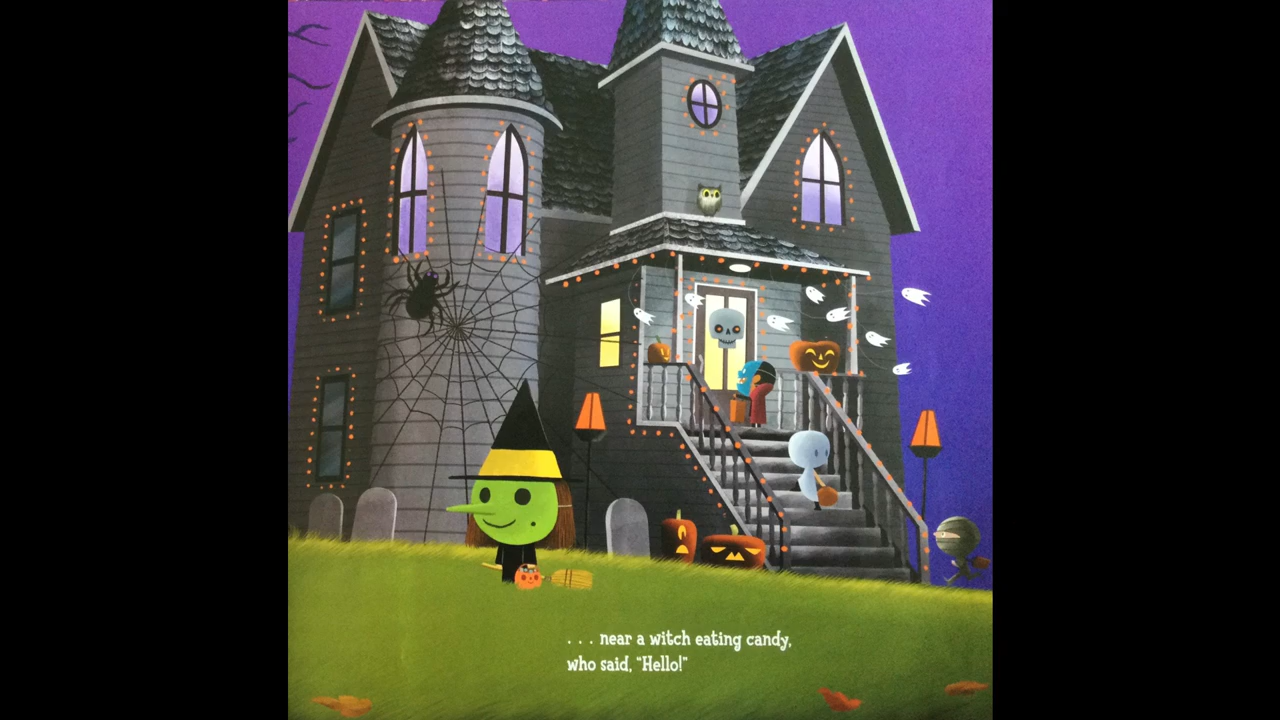 . . . near a witch eating candy,
who said, “Hello!”